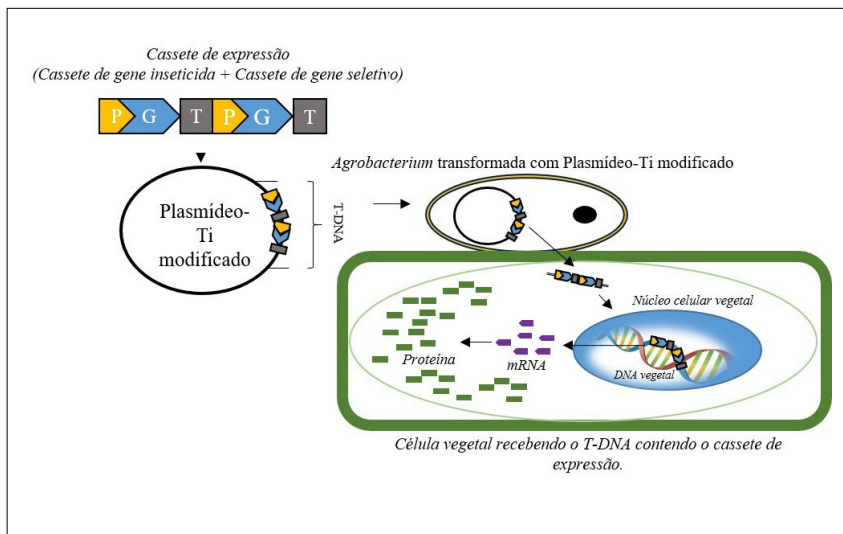 Cassete de expressão
(Cassete de gene inseticida + Cassete de gene seletivo)
P G T P G T
Agrobacterium transformada com Plasmídeo-Ti modificado
Plasmídeo-
Ti
modificado
T-DNA
Núcleo celular vegetal
Proteína
mRNA
DNA vegetal
Célula vegetal recebendo o T-DNA contendo o cassete de
expressão.